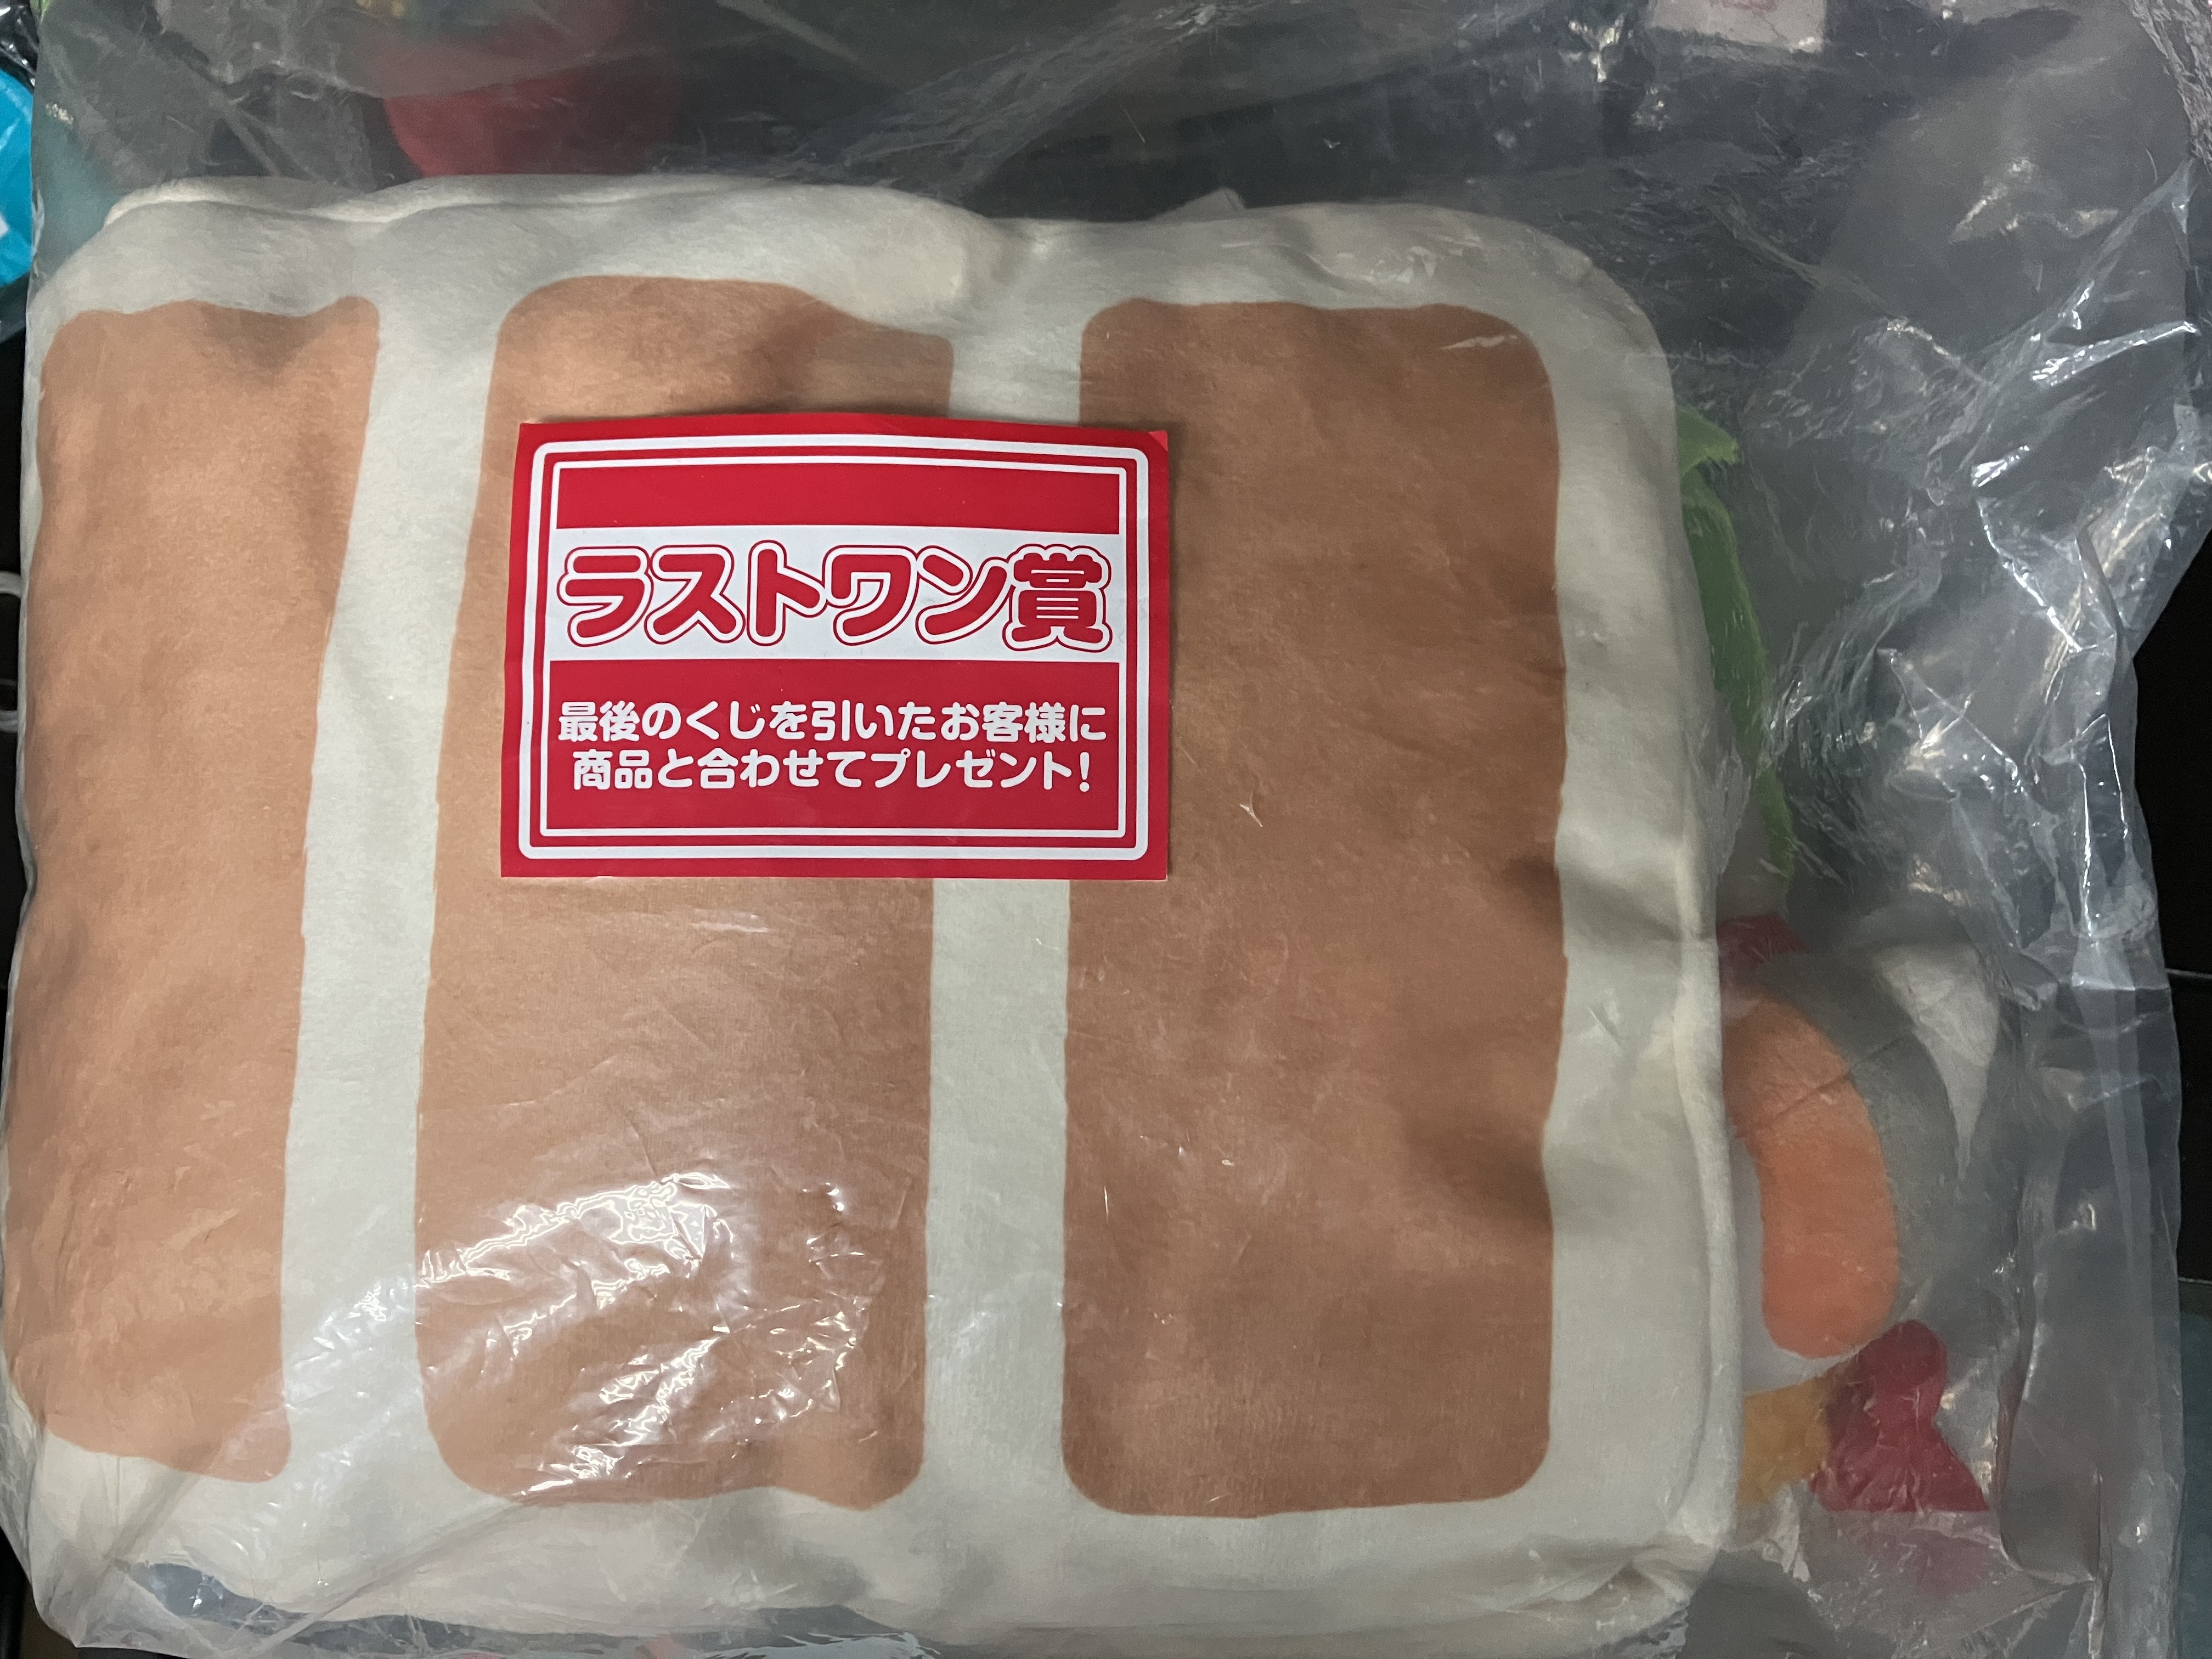 ラストワン賞
最後のくじを引いたお客様に
商品と合わせてプレゼント!